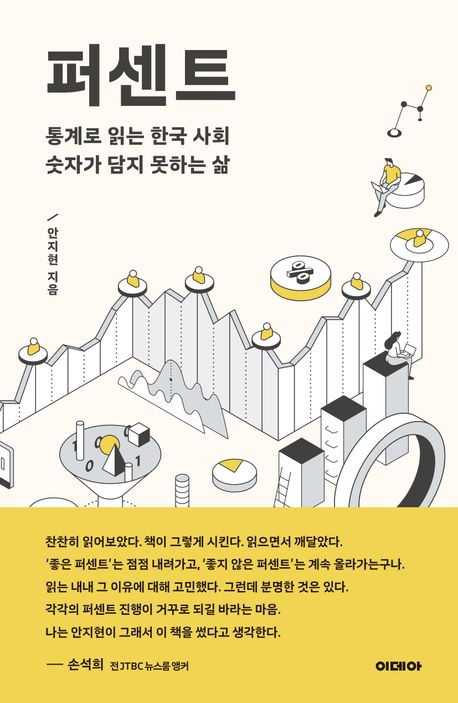 퍼센트
통계로 읽는 한국 사회
숫자가 담지 못하는 삶
안지현 지음
%
1 0 0
0 1
찬찬히 읽어보았다. 책이 그렇게 시킨다. 읽으면서 깨달았다.
‘좋은 퍼센트’는 점점 내려가고, ‘좋지 않은 퍼센트’는 계속 올라가는구나.
읽는 내내 그 이유에 대해 고민했다. 그런데 분명한 것은 있다.
각각의 퍼센트 진행이 거꾸로 되길 바라는 마음.
나는 안지현이 그래서 이 책을 썼다고 생각한다.
— 손석희 전 JTBC 뉴스룸 앵커
이데아